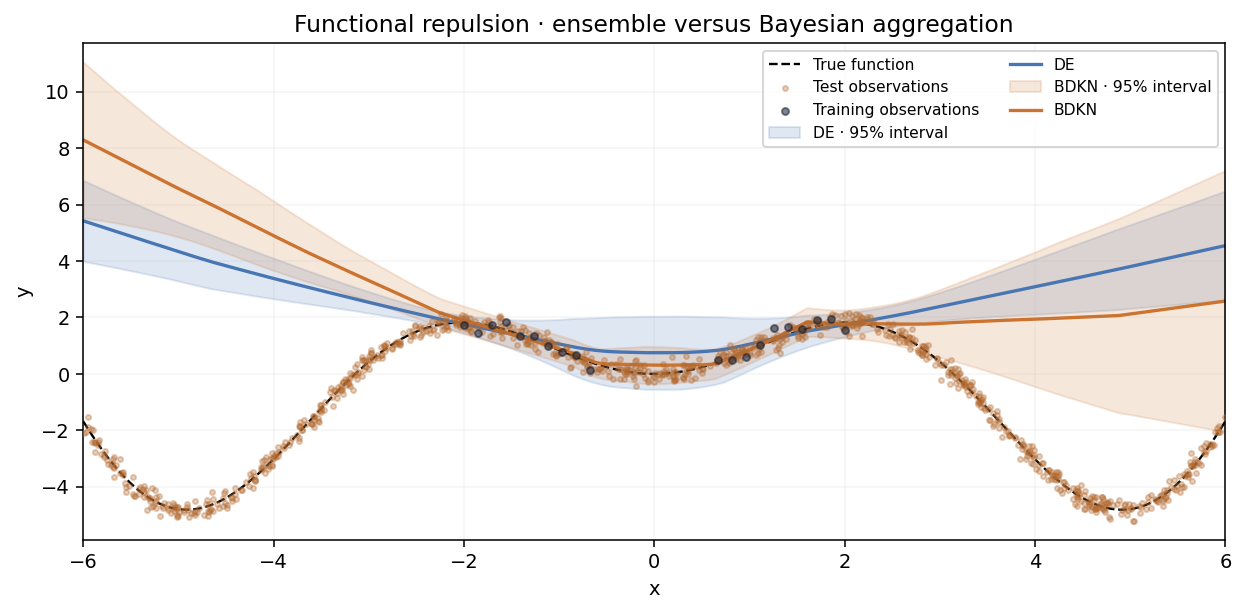 Functional repulsion · ensemble versus Bayesian aggregation
True function
Test observations
Training observations
DE · 95% interval
DE
BDKN · 95% interval
BDKN
10
8
6
4
2
0
−2
−4
y
−6
−4
−2
0
2
4
6
x